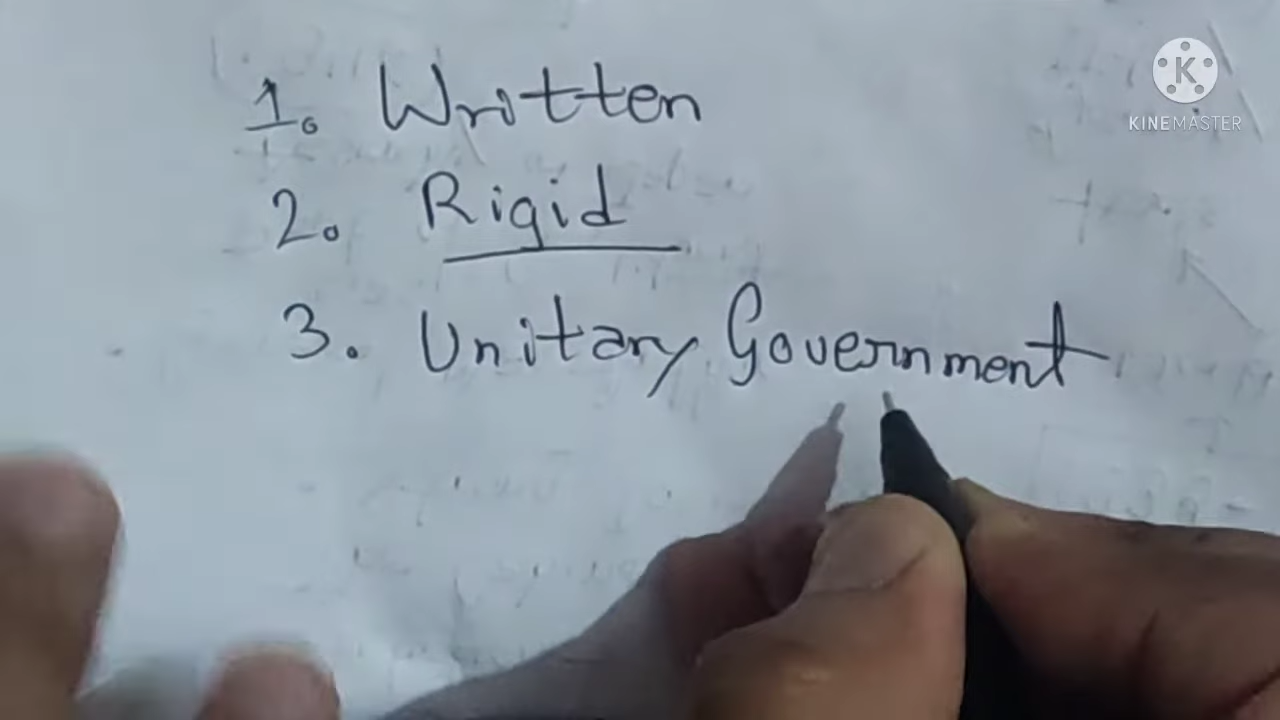 1. Written
2. Rigid
3. Unitary Government
K
KINEMASTER